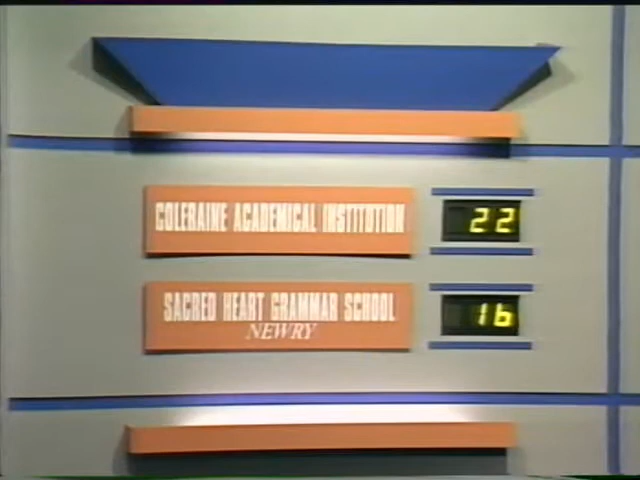 COLERAINE ACADEMICAL INSTITUTION 22
SACRED HEART GRAMMAR SCHOOL 16
NEWRY